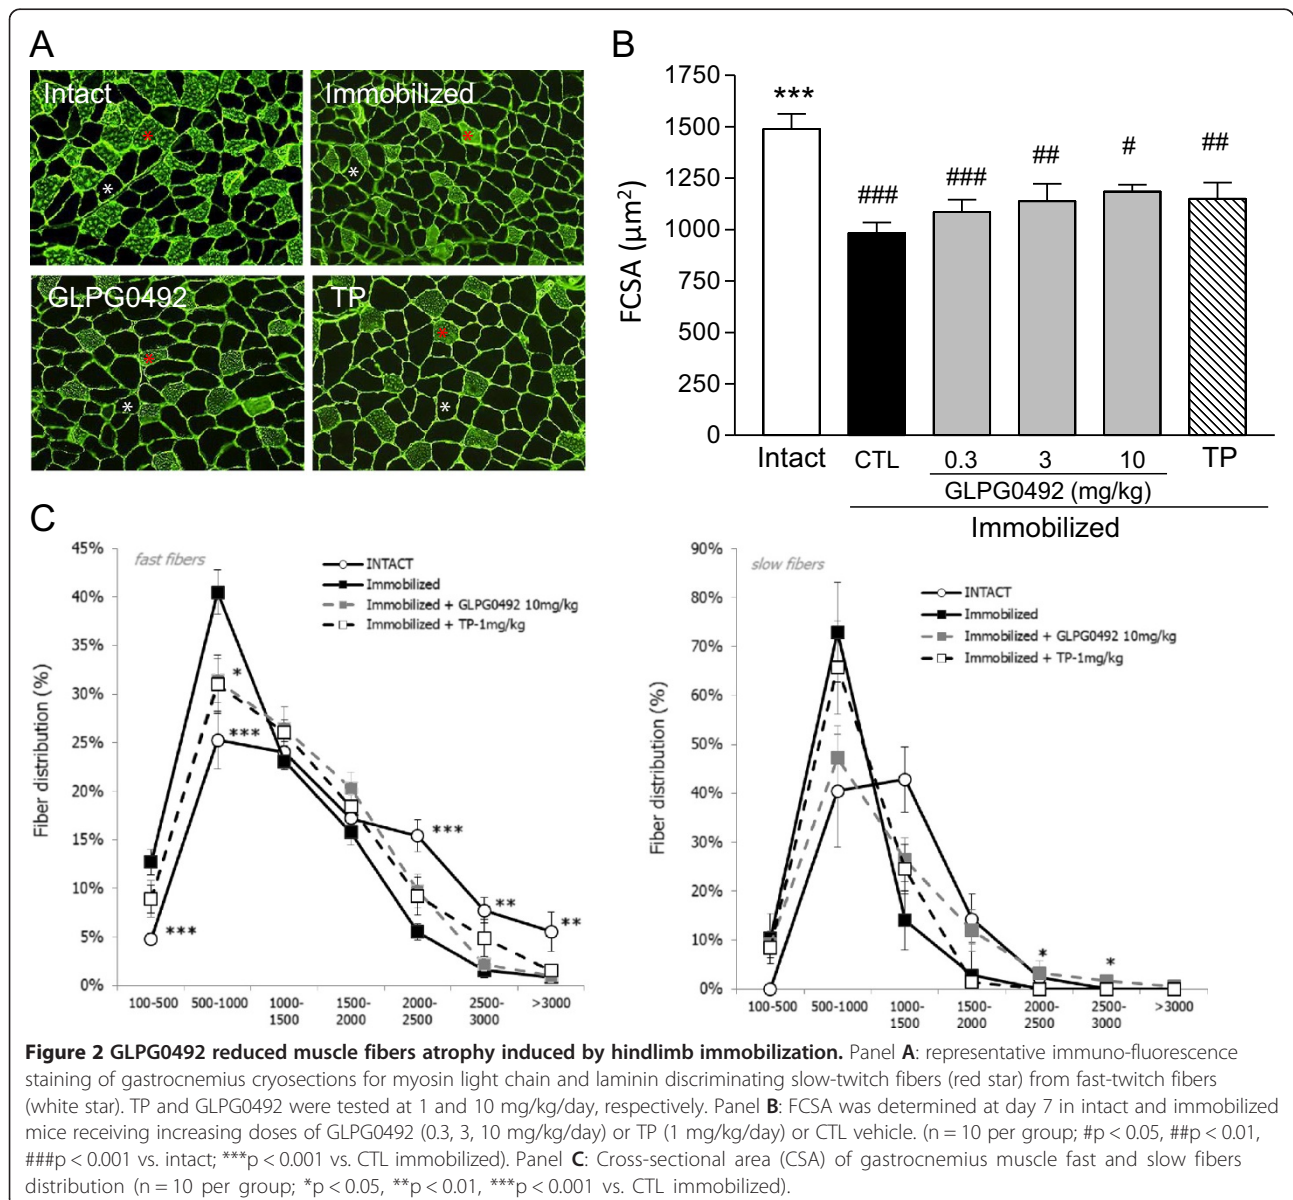 A
Intact
*
*
Immobilized
*
*
GLPG0492
*
*
TP
*
*
B
FCSA (µm²)
1750
1500
1250
1000
750
500
250
0
***
###
###
##
#
##
Intact
CTL
0.3
3
10
TP
GLPG0492 (mg/kg)
Immobilized
C
fast fibers
Fiber distribution (%)
45%
40%
35%
30%
25%
20%
15%
10%
5%
0%
INTACT
Immobilized
Immobilized + GLPG0492 10mg/kg
Immobilized + TP-1mg/kg
*
***
***
***
**
**
100-500
500-1000
1000-
1500
1500-
2000
2000-
2500
2500-
3000
>3000
slow fibers
Fiber distribution (%)
90%
80%
70%
60%
50%
40%
30%
20%
10%
0%
INTACT
Immobilized
Immobilized + GLPG0492 10mg/kg
Immobilized + TP-1mg/kg
*
*
100-500
500-1000
1000-
1500
1500-
2000
2000-
2500
2500-
3000
>3000
Figure 2 GLPG0492 reduced muscle fibers atrophy induced by hindlimb immobilization. Panel A: representative immuno-fluorescence
staining of gastrocnemius cryosections for myosin light chain and laminin discriminating slow-twitch fibers (red star) from fast-twitch fibers
(white star). TP and GLPG0492 were tested at 1 and 10 mg/kg/day, respectively. Panel B: FCSA was determined at day 7 in intact and immobilized
mice receiving increasing doses of GLPG0492 (0.3, 3, 10 mg/kg/day) or TP (1 mg/kg/day) or CTL vehicle. (n = 10 per group; #p < 0.05, ##p < 0.01,
###p < 0.001 vs. intact; ***p < 0.001 vs. CTL immobilized). Panel C: Cross-sectional area (CSA) of gastrocnemius muscle fast and slow fibers
distribution (n = 10 per group; *p < 0.05, **p < 0.01, ***p < 0.001 vs. CTL immobilized).